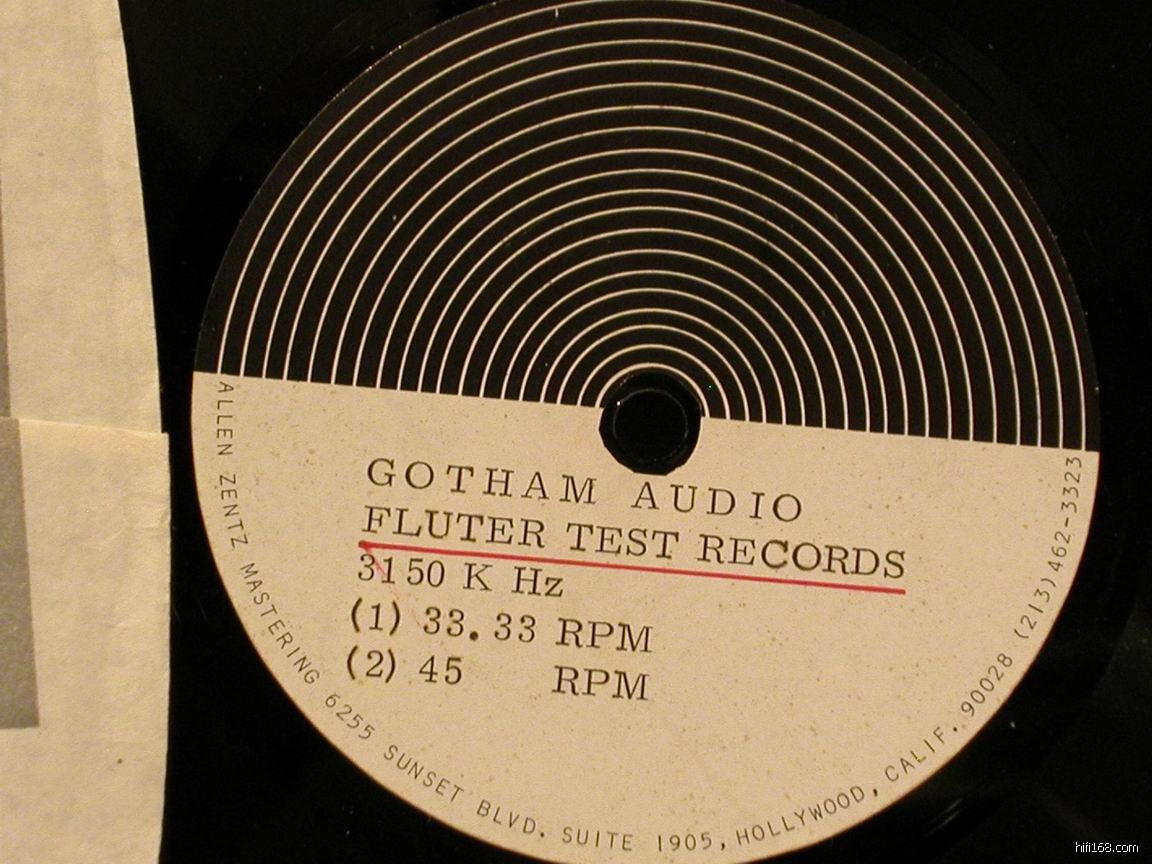 GOTHAM AUDIO
FLUTER TEST RECORDS
3150 K Hz
(1) 33.33 RPM
(2) 45 RPM
ALLEN ZENTZ MASTERING 6255 SUNSET BLVD. SUITE 1905, HOLLYWOOD, CALIF. 90028 (213) 462-3323
hifi168.com